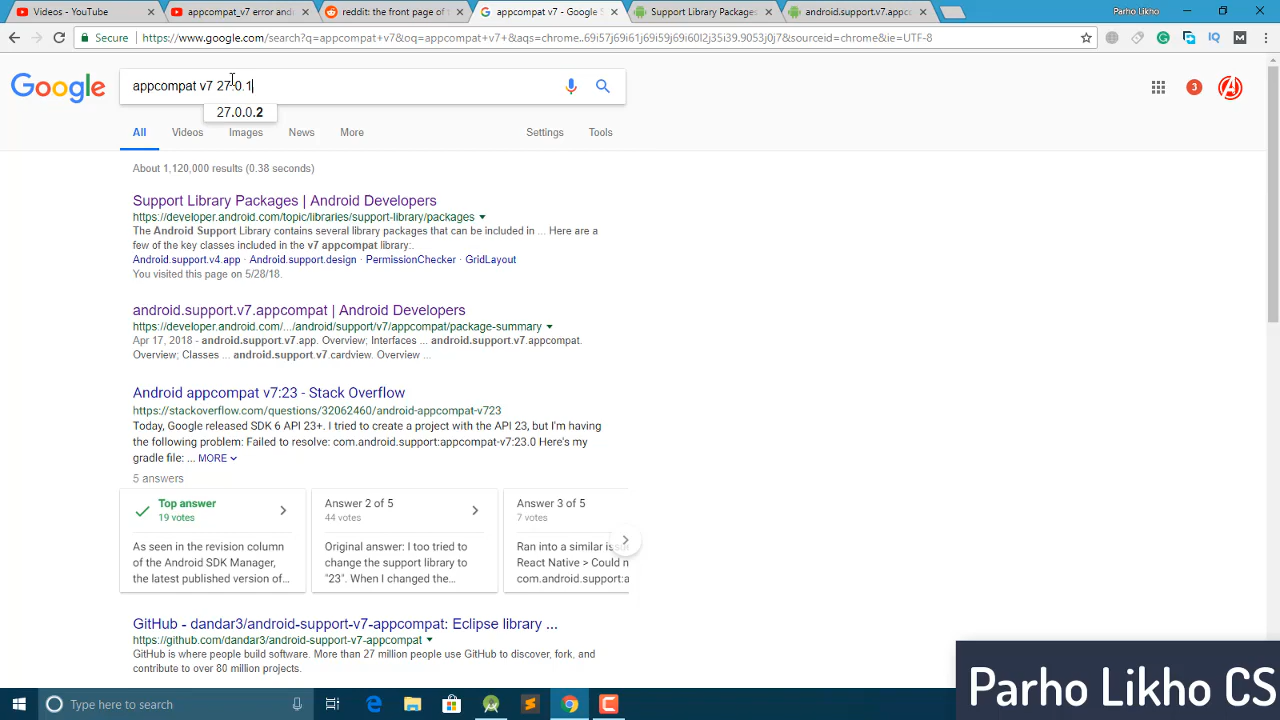 Videos - YouTube
appcompat_v7 error and
reddit: the front page of t
appcompat v7 - Google S
Support Library Packages
android.support.v7.appco
Parho Likho
Secure
https://www.google.com/search?q=appcompat+v7&oq=appcompat+v7+&aqs=chrome..69i57j69i61j69i59j69i60l2j35i39.9053j0j7&sourceid=chrome&ie=UTF-8
Google
appcompat v7 27.0.1
3
27.0.0.2
All
Videos
Images
News
More
Settings
Tools
About 1,120,000 results (0.38 seconds)
Support Library Packages | Android Developers
https://developer.android.com/topic/libraries/support-library/packages
The Android Support Library contains several library packages that can be included in ... Here are
a few of the key classes included in the v7 appcompat library:.
Android.support.v4.app · Android.support.design · PermissionChecker · GridLayout
You visited this page on 5/28/18.
android.support.v7.appcompat | Android Developers
https://developer.android.com/.../android/support/v7/appcompat/package-summary
Apr 17, 2018 - android.support.v7.app. Overview; Interfaces ... android.support.v7.appcompat.
Overview; Classes ... android.support.v7.cardview. Overview ...
Android appcompat v7:23 - Stack Overflow
https://stackoverflow.com/questions/32062460/android-appcompat-v723
Today, Google released SDK 6 API 23+. I tried to create a project with the API 23, but I'm having
the following problem: Failed to resolve: com.android.support:appcompat-v7:23.0 Here's my
gradle file: ... MORE
5 answers
Top answer
19 votes
As seen in the revision column
of the Android SDK Manager,
the latest published version of...
Answer 2 of 5
44 votes
Original answer: I too tried to
change the support library to
"23". When I changed the...
Answer 3 of 5
7 votes
Ran into a similar iss
React Native > Could n
com.android.support:a
GitHub - dandar3/android-support-v7-appcompat: Eclipse library ...
https://github.com/dandar3/android-support-v7-appcompat
GitHub is where people build software. More than 27 million people use GitHub to discover, fork, and
contribute to over 80 million projects.
Parho Likho CS
Type here to search